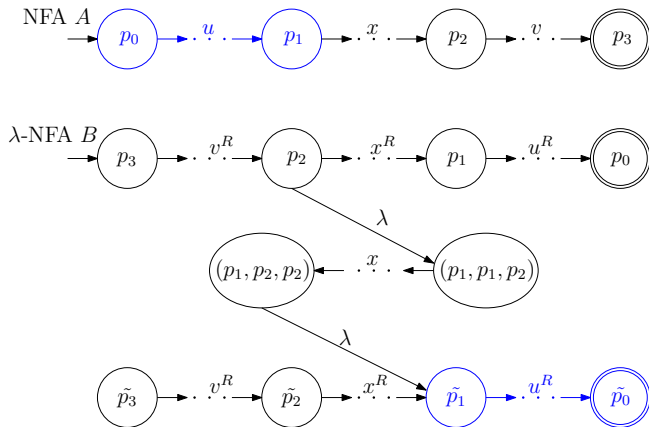 NFA A p₀ u p₁ x p₂ v p₃
λ-NFA B p₃ v^R p₂ x^R p₁ u^R p₀
λ
(p₁, p₂, p₂) x (p₁, p₁, p₂)
λ
p̃₃ v^R p̃₂ x^R p̃₁ u^R p̃₀